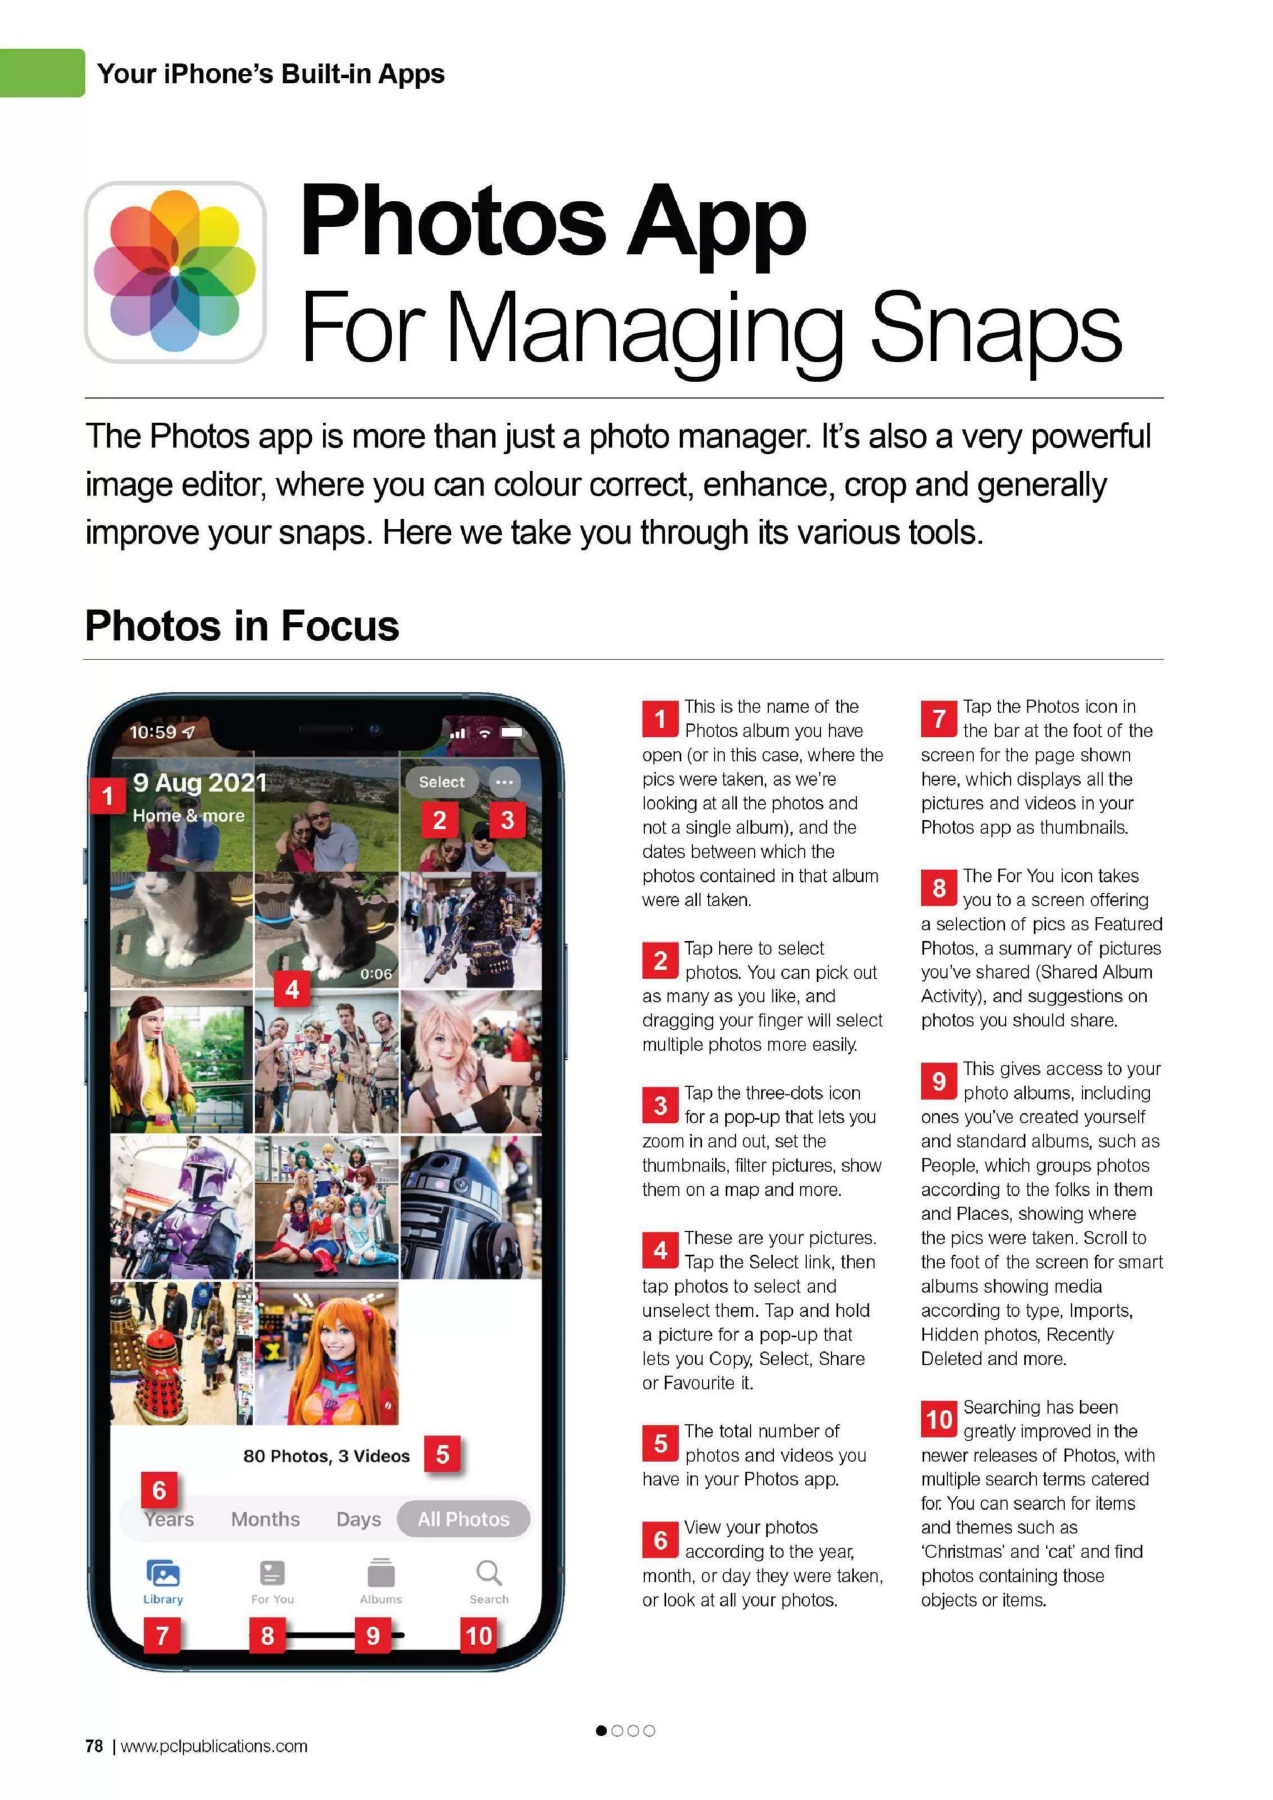 Your iPhone’s Built-in Apps
Photos App
For Managing Snaps
The Photos app is more than just a photo manager. It’s also a very powerful
image editor, where you can colour correct, enhance, crop and generally
improve your snaps. Here we take you through its various tools.
Photos in Focus
10:59
9 Aug 2021
Home & more
Select
1
2
3
0:06
4
80 Photos, 3 Videos
5
6
Years
Months
Days
All Photos
Library
For You
Albums
Search
7
8
9
10
1 This is the name of the
Photos album you have
open (or in this case, where the
pics were taken, as we’re
looking at all the photos and
not a single album), and the
dates between which the
photos contained in that album
were all taken.
2 Tap here to select
photos. You can pick out
as many as you like, and
dragging your finger will select
multiple photos more easily.
3 Tap the three-dots icon
for a pop-up that lets you
zoom in and out, set the
thumbnails, filter pictures, show
them on a map and more.
4 These are your pictures.
Tap the Select link, then
tap photos to select and
unselect them. Tap and hold
a picture for a pop-up that
lets you Copy, Select, Share
or Favourite it.
5 The total number of
photos and videos you
have in your Photos app.
6 View your photos
according to the year,
month, or day they were taken,
or look at all your photos.
7 Tap the Photos icon in
the bar at the foot of the
screen for the page shown
here, which displays all the
pictures and videos in your
Photos app as thumbnails.
8 The For You icon takes
you to a screen offering
a selection of pics as Featured
Photos, a summary of pictures
you’ve shared (Shared Album
Activity), and suggestions on
photos you should share.
9 This gives access to your
photo albums, including
ones you’ve created yourself
and standard albums, such as
People, which groups photos
according to the folks in them
and Places, showing where
the pics were taken. Scroll to
the foot of the screen for smart
albums showing media
according to type, Imports,
Hidden photos, Recently
Deleted and more.
10 Searching has been
greatly improved in the
newer releases of Photos, with
multiple search terms catered
for. You can search for items
and themes such as
‘Christmas’ and ‘cat’ and find
photos containing those
objects or items.
78 | www.pclpublications.com